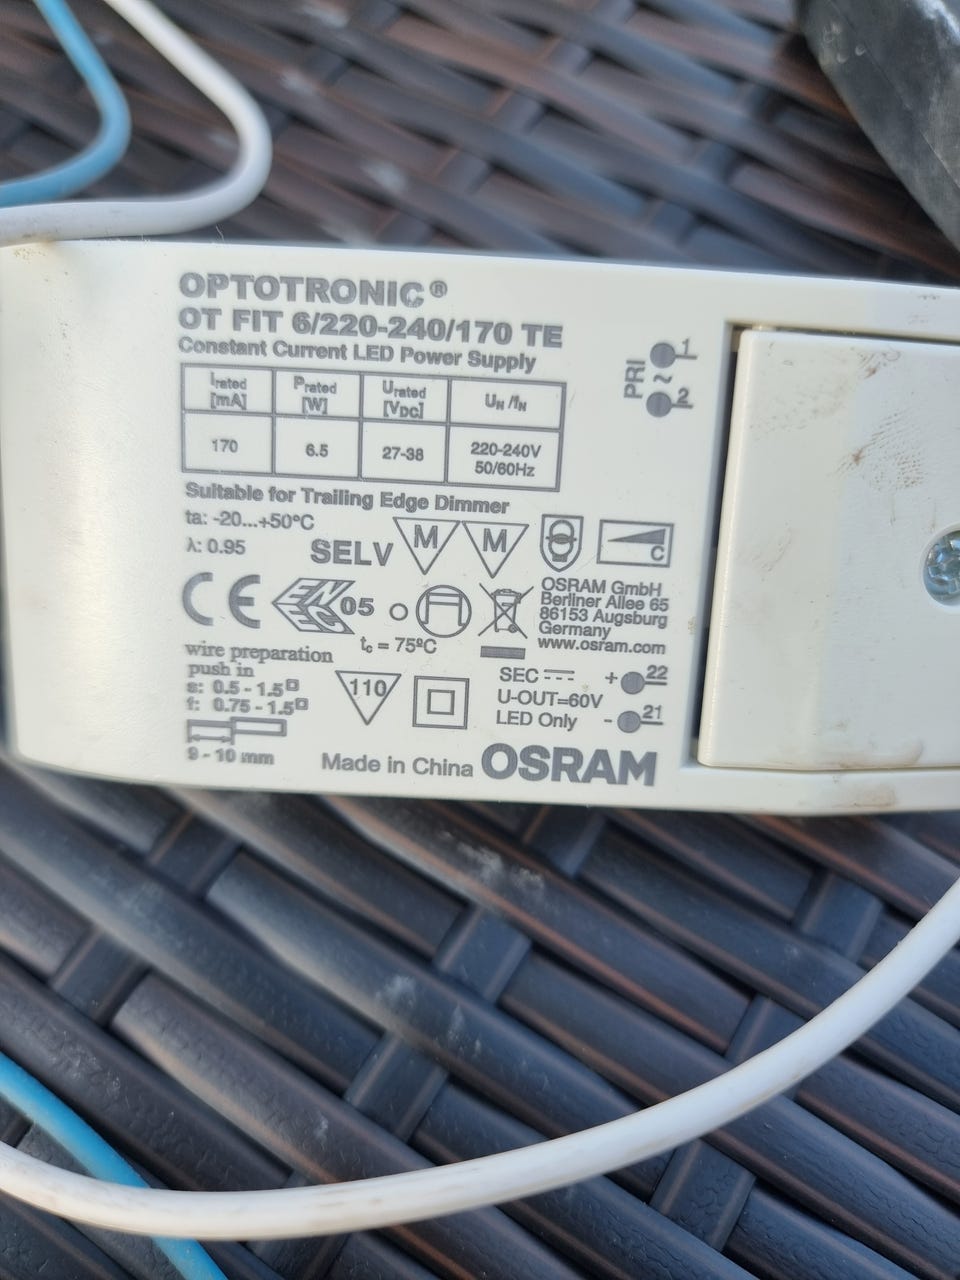 OPTOTRONIC®
OT FIT 6/220-240/170 TE
Constant Current LED Power Supply
Irated [mA] Prated [W] Urated [VDC] UN /fN
170 6.5 27-38 220-240V 50/60Hz
Suitable for Trailing Edge Dimmer
ta: -20...+50°C
λ: 0.95
SELV
M M
C
CE
ENEC 05
tc = 75ºC
OSRAM GmbH
Berliner Allee 65
86153 Augsburg
Germany
www.osram.com
wire preparation
push in
s: 0.5 - 1.5□
f: 0.75 - 1.5□
9 - 10 mm
110
SEC
U-OUT=60V
LED Only
+ 22
- 21
Made in China OSRAM
PRI ~
1
2